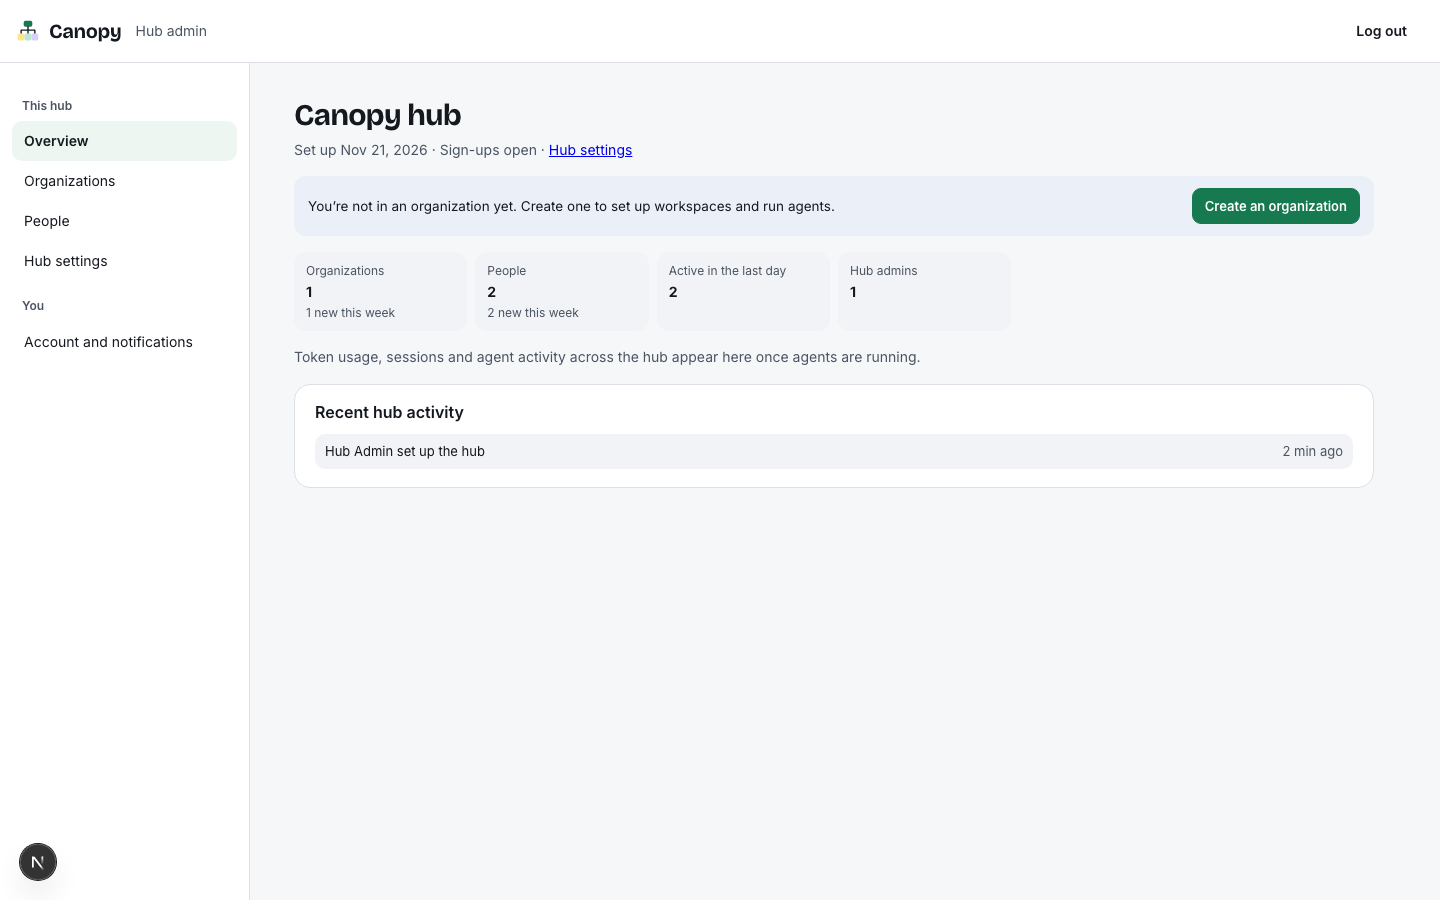 Canopy Hub admin Log out
This hub
Overview
Organizations
People
Hub settings
You
Account and notifications
Canopy hub
Set up Nov 21, 2026 · Sign-ups open · Hub settings
You’re not in an organization yet. Create one to set up workspaces and run agents. Create an organization
Organizations
1
1 new this week
People
2
2 new this week
Active in the last day
2
Hub admins
1
Token usage, sessions and agent activity across the hub appear here once agents are running.
Recent hub activity
Hub Admin set up the hub 2 min ago
N